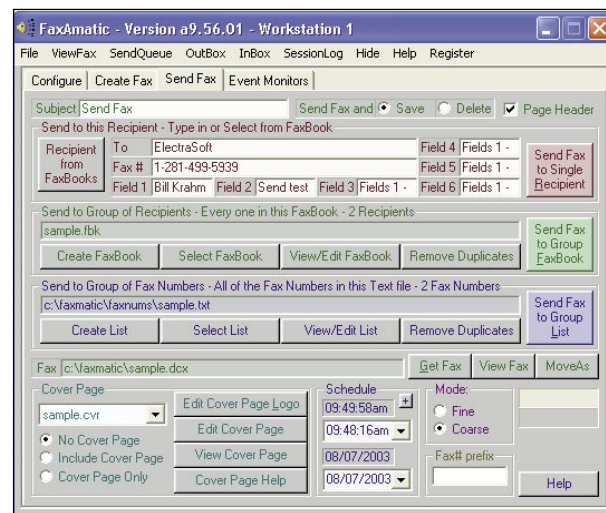 FaxAmatic - Version a9.56.01 - Workstation 1
File ViewFax SendQueue OutBox InBox SessionLog Hide Help Register
Configure Create Fax Send Fax Event Monitors
Subject Send Fax Send Fax and Save Delete Page Header
Send to this Recipient - Type in or Select from FaxBook
Recipient from FaxBooks
To ElectraSoft Field 4 Fields 1 -
Fax # 1-281-499-5939 Field 5 Fields 1 -
Field 1 Bill Krahm Field 2 Send test Field 3 Fields 1 - Field 6 Fields 1 -
Send Fax to Single Recipient
Send to Group of Recipients - Every one in this FaxBook - 2 Recipients
sample.fbk
Create FaxBook Select FaxBook View/Edit FaxBook Remove Duplicates
Send Fax to Group FaxBook
Send to Group of Fax Numbers - All of the Fax Numbers in this Text file - 2 Fax Numbers
c:\faxmatic\faxnums\sample.txt
Create List Select List View/Edit List Remove Duplicates
Send Fax to Group List
Fax c:\faxmatic\sample.dcx Get Fax View Fax MoveAs
Cover Page
sample.cvr
No Cover Page
Include Cover Page
Cover Page Only
Edit Cover Page Logo
Edit Cover Page
View Cover Page
Cover Page Help
Schedule
09:49:58am +
09:48:16am
08/07/2003
08/07/2003
Mode:
Fine
Coarse
Fax# prefix
Help